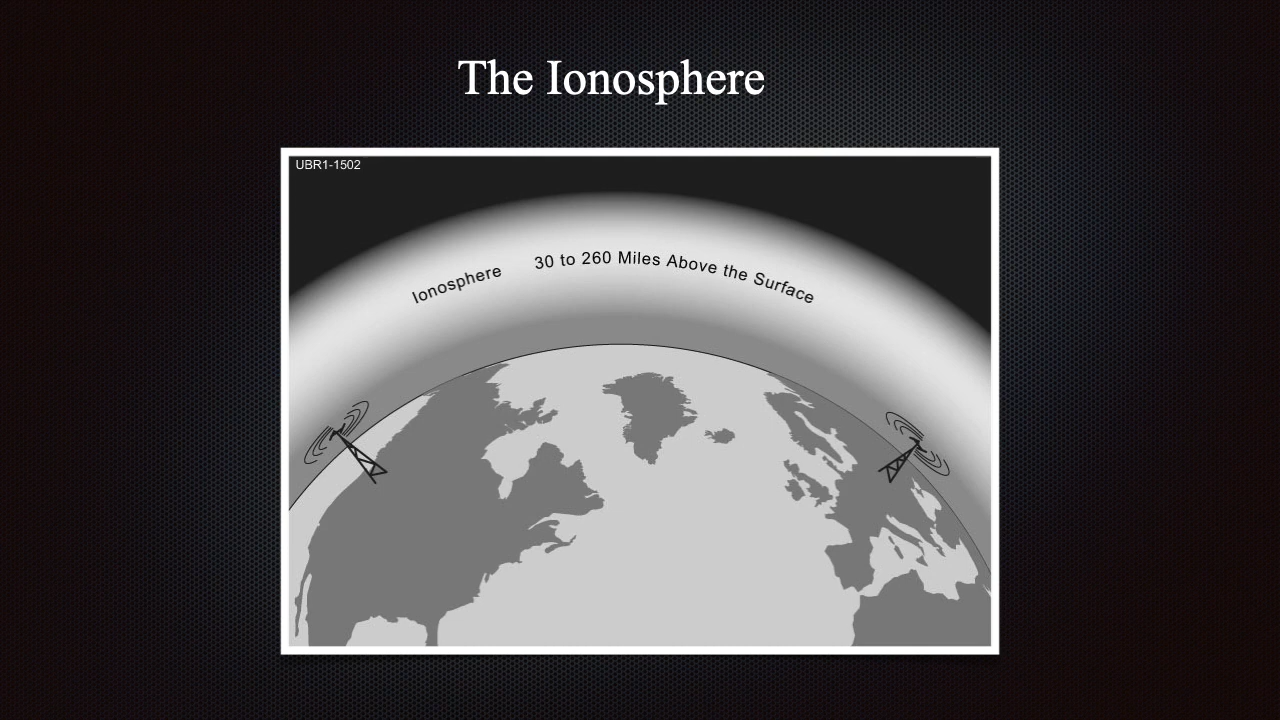 The Ionosphere
UBR1-1502
Ionosphere 30 to 260 Miles Above the Surface